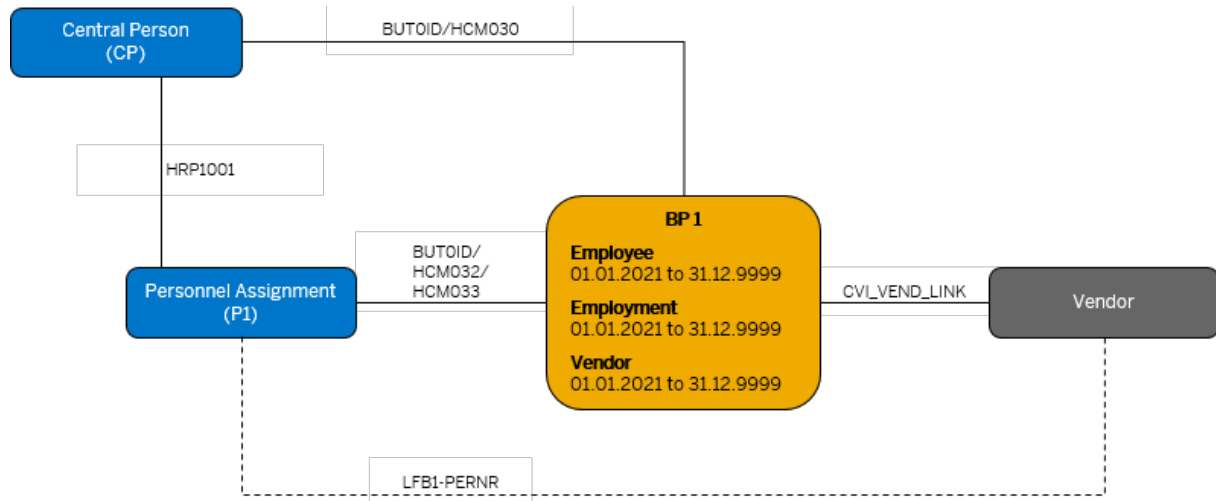 Central Person
(CP)
BUT0ID/HCM030
HRP1001
BP 1
Employee
01.01.2021 to 31.12.9999
Employment
01.01.2021 to 31.12.9999
Vendor
01.01.2021 to 31.12.9999
BUT0ID/
HCM032/
HCM033
Personnel Assignment
(P1)
CVI_VEND_LINK
Vendor
LFB1-PERNR